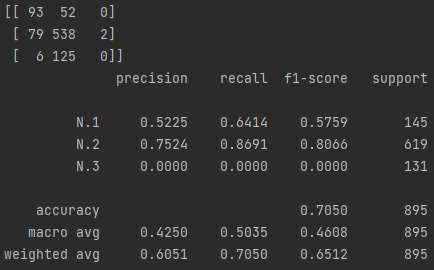 [[ 93  52   0]
 [ 79 538   2]
 [  6 125   0]]
              precision    recall  f1-score   support

         N.1     0.5225    0.6414    0.5759       145
         N.2     0.7524    0.8691    0.8066       619
         N.3     0.0000    0.0000    0.0000       131

    accuracy                         0.7050       895
   macro avg     0.4250    0.5035    0.4608       895
weighted avg     0.6051    0.7050    0.6512       895